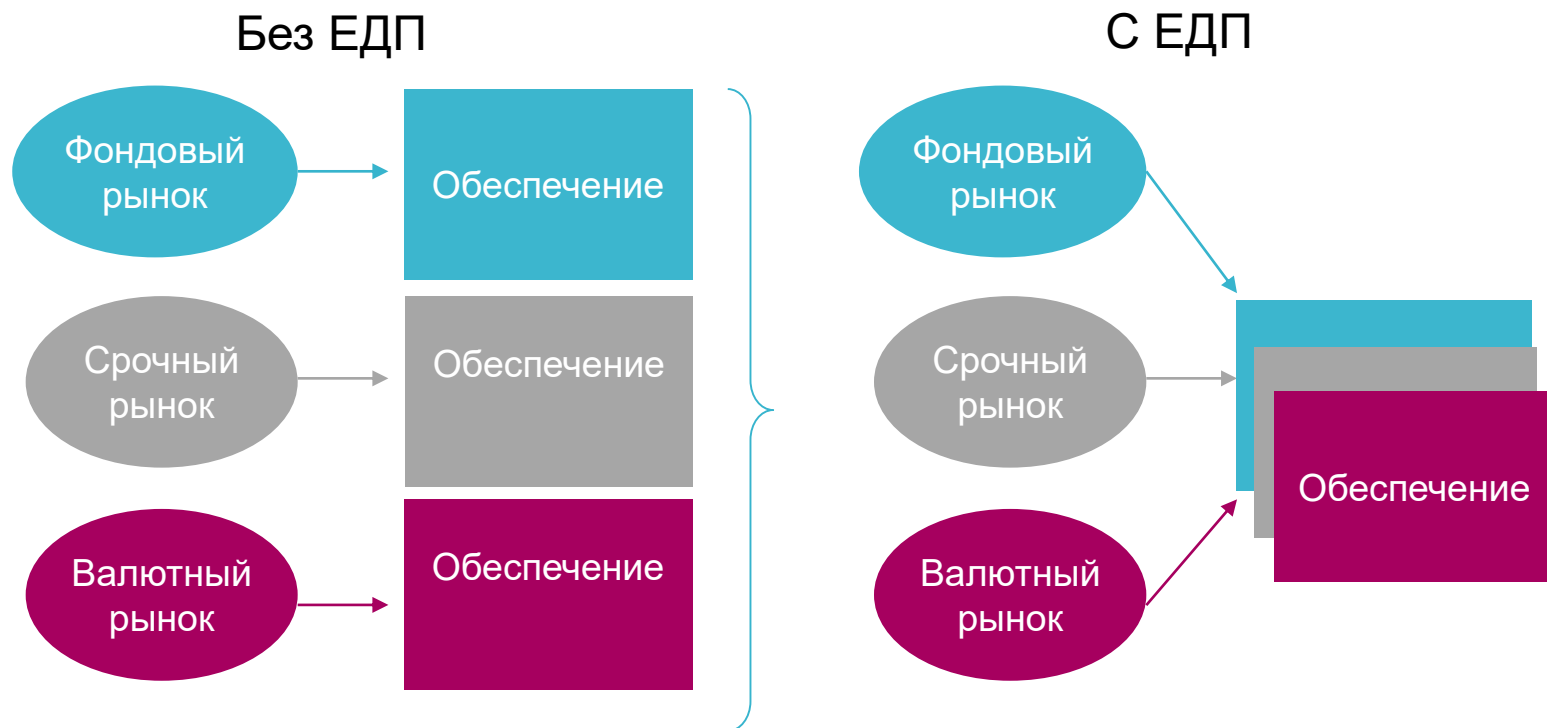 Без ЕДП
Фондовый
рынок
Обеспечение
Срочный
рынок
Обеспечение
Валютный
рынок
Обеспечение
С ЕДП
Фондовый
рынок
Срочный
рынок
Валютный
рынок
Обеспечение